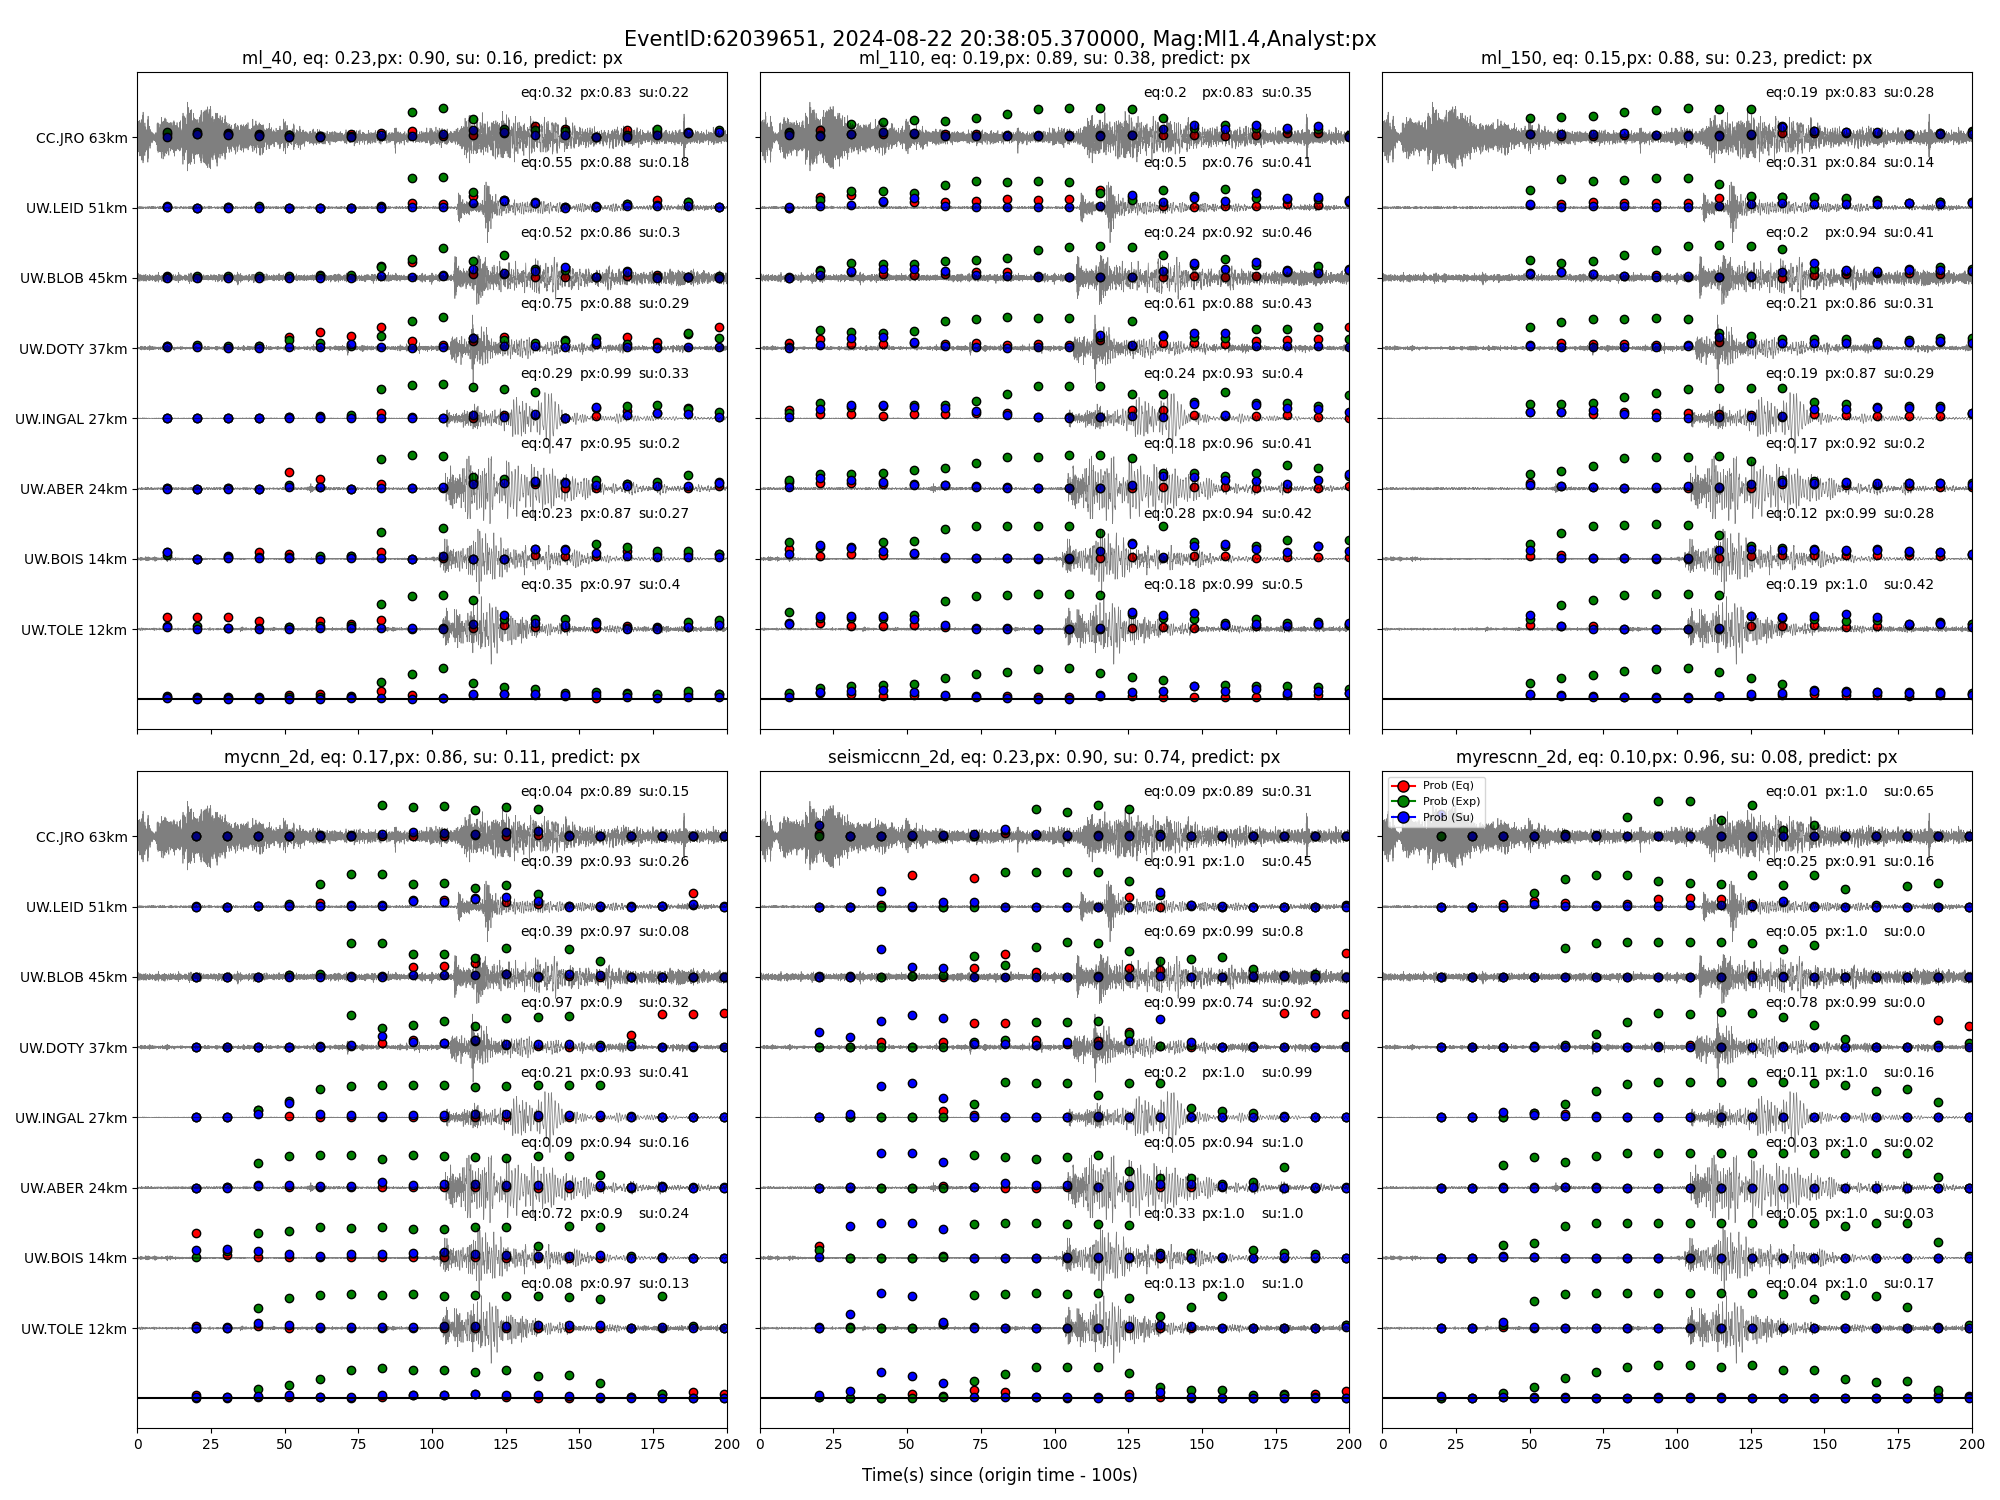 EventID:62039651, 2024-08-22 20:38:05.370000, Mag:Ml1.4,Analyst:px
ml_40, eq: 0.23,px: 0.90, su: 0.16, predict: px
CC.JRO 63km
eq:0.32 px:0.83 su:0.22
UW.LEID 51km
eq:0.55 px:0.88 su:0.18
UW.BLOB 45km
eq:0.52 px:0.86 su:0.3
UW.DOTY 37km
eq:0.75 px:0.88 su:0.29
UW.INGAL 27km
eq:0.29 px:0.99 su:0.33
UW.ABER 24km
eq:0.47 px:0.95 su:0.2
UW.BOIS 14km
eq:0.23 px:0.87 su:0.27
UW.TOLE 12km
eq:0.35 px:0.97 su:0.4
ml_110, eq: 0.19,px: 0.89, su: 0.38, predict: px
eq:0.2 px:0.83 su:0.35
eq:0.5 px:0.76 su:0.41
eq:0.24 px:0.92 su:0.46
eq:0.61 px:0.88 su:0.43
eq:0.24 px:0.93 su:0.4
eq:0.18 px:0.96 su:0.41
eq:0.28 px:0.94 su:0.42
eq:0.18 px:0.99 su:0.5
ml_150, eq: 0.15,px: 0.88, su: 0.23, predict: px
eq:0.19 px:0.83 su:0.28
eq:0.31 px:0.84 su:0.14
eq:0.2 px:0.94 su:0.41
eq:0.21 px:0.86 su:0.31
eq:0.19 px:0.87 su:0.29
eq:0.17 px:0.92 su:0.2
eq:0.12 px:0.99 su:0.28
eq:0.19 px:1.0 su:0.42
mycnn_2d, eq: 0.17,px: 0.86, su: 0.11, predict: px
CC.JRO 63km
eq:0.04 px:0.89 su:0.15
UW.LEID 51km
eq:0.39 px:0.93 su:0.26
UW.BLOB 45km
eq:0.39 px:0.97 su:0.08
UW.DOTY 37km
eq:0.97 px:0.9 su:0.32
UW.INGAL 27km
eq:0.21 px:0.93 su:0.41
UW.ABER 24km
eq:0.09 px:0.94 su:0.16
UW.BOIS 14km
eq:0.72 px:0.9 su:0.24
UW.TOLE 12km
eq:0.08 px:0.97 su:0.13
0 25 50 75 100 125 150 175 200
seismiccnn_2d, eq: 0.23,px: 0.90, su: 0.74, predict: px
eq:0.09 px:0.89 su:0.31
eq:0.91 px:1.0 su:0.45
eq:0.69 px:0.99 su:0.8
eq:0.99 px:0.74 su:0.92
eq:0.2 px:1.0 su:0.99
eq:0.05 px:0.94 su:1.0
eq:0.33 px:1.0 su:1.0
eq:0.13 px:1.0 su:1.0
0 25 50 75 100 125 150 175 200
myrescnn_2d, eq: 0.10,px: 0.96, su: 0.08, predict: px
Prob (Eq)
Prob (Exp)
Prob (Su)
eq:0.01 px:1.0 su:0.65
eq:0.25 px:0.91 su:0.16
eq:0.05 px:1.0 su:0.0
eq:0.78 px:0.99 su:0.0
eq:0.11 px:1.0 su:0.16
eq:0.03 px:1.0 su:0.02
eq:0.05 px:1.0 su:0.03
eq:0.04 px:1.0 su:0.17
0 25 50 75 100 125 150 175 200
Time(s) since (origin time - 100s)